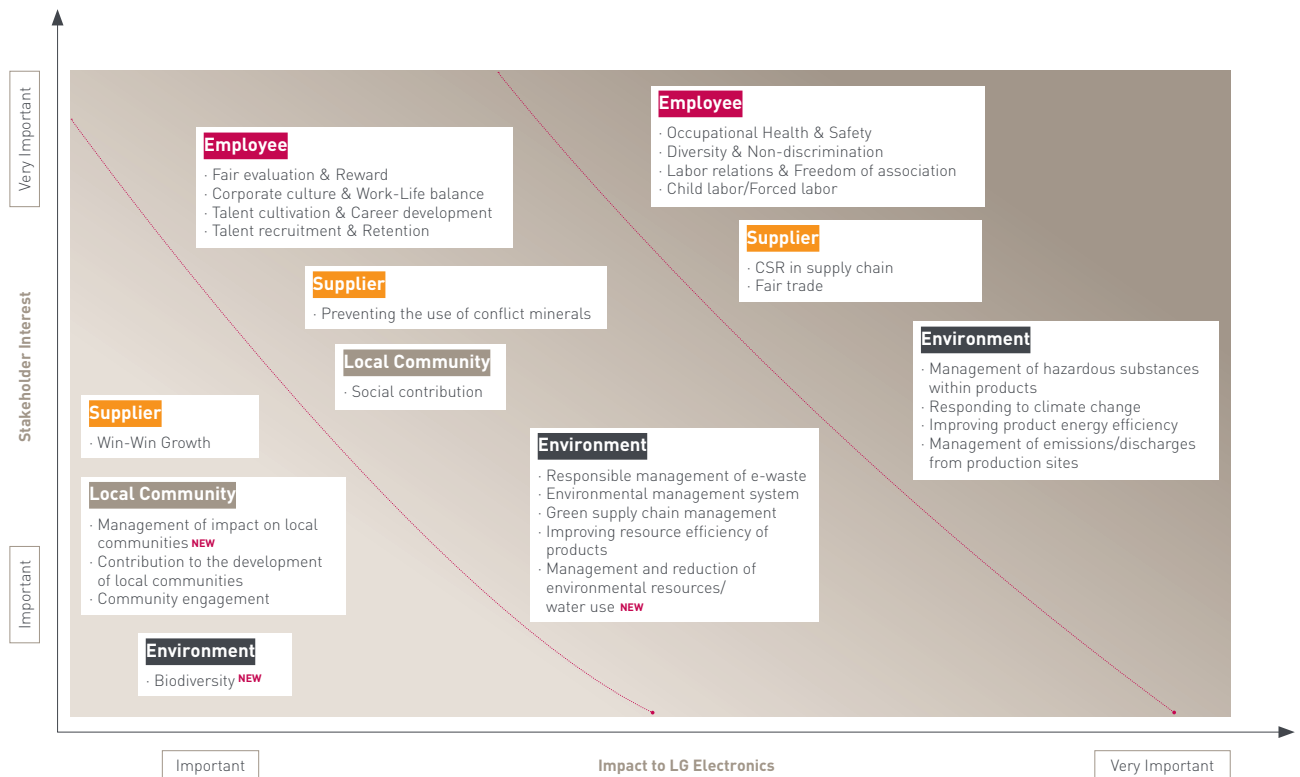 Very Important
Stakeholder Interest
Important
Employee
· Fair evaluation & Reward
· Corporate culture & Work-Life balance
· Talent cultivation & Career development
· Talent recruitment & Retention
Employee
· Occupational Health & Safety
· Diversity & Non-discrimination
· Labor relations & Freedom of association
· Child labor/Forced labor
Supplier
· CSR in supply chain
· Fair trade
Supplier
· Preventing the use of conflict minerals
Local Community
· Social contribution
Environment
· Management of hazardous substances
within products
· Responding to climate change
· Improving product energy efficiency
· Management of emissions/discharges
from production sites
Supplier
· Win-Win Growth
Local Community
· Management of impact on local
communities NEW
· Contribution to the development
of local communities
· Community engagement
Environment
· Responsible management of e-waste
· Environmental management system
· Green supply chain management
· Improving resource efficiency of
products
· Management and reduction of
environmental resources/
water use NEW
Environment
· Biodiversity NEW
Important
Impact to LG Electronics
Very Important